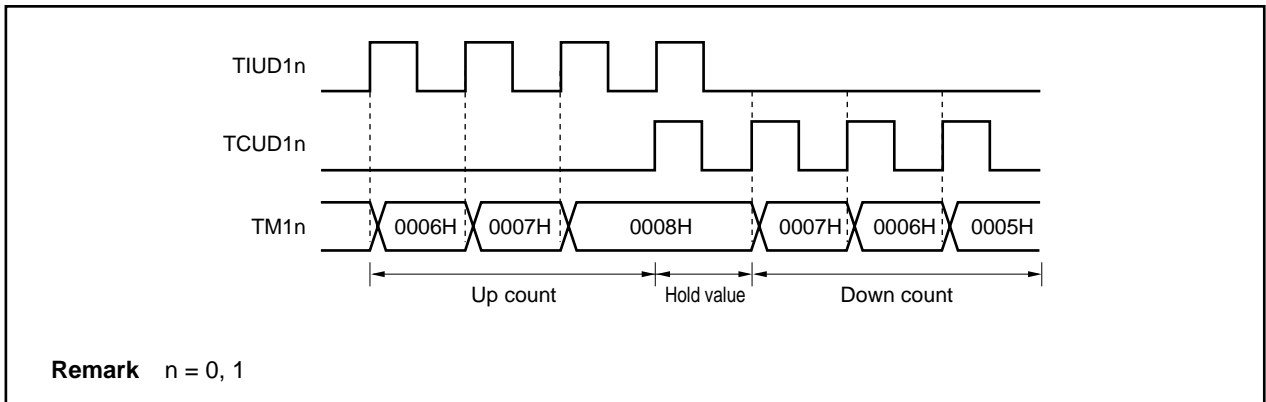 TIUD1n
TCUD1n
TM1n 0006H 0007H 0008H 0007H 0006H 0005H
Up count Hold value Down count
Remark n = 0, 1